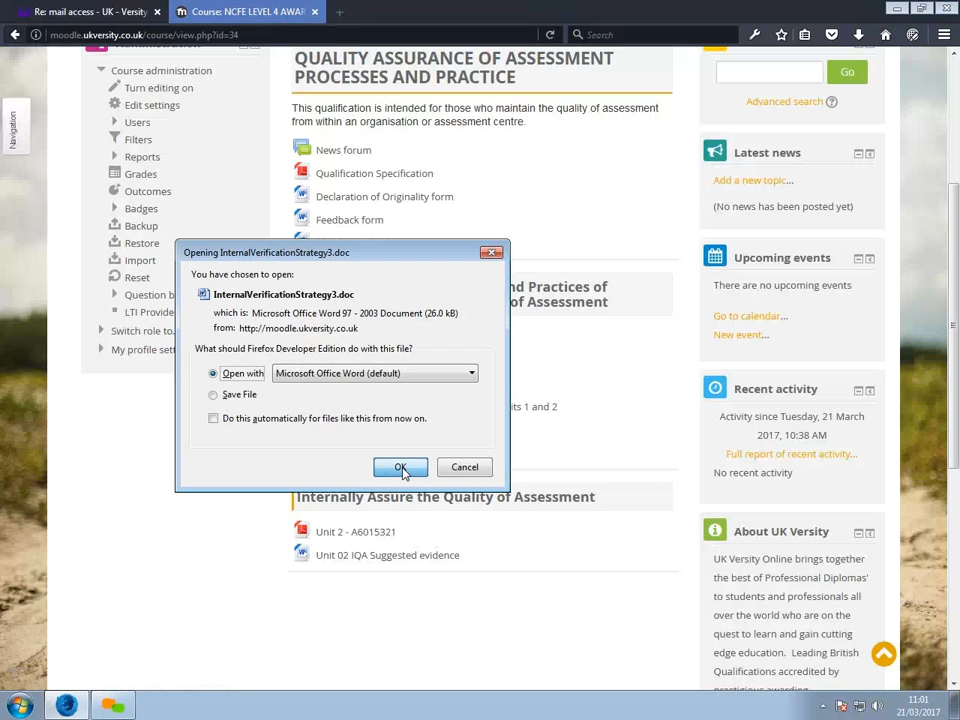 Re: mail access - UK - Versity
Course: NCFE LEVEL 4 AWAR
moodle.ukversity.co.uk/course/view.php?id=34
Search
Navigation
Course administration
Turn editing on
Edit settings
Users
Filters
Reports
Grades
Outcomes
Badges
Backup
Restore
Import
Reset
Question b
LTI Provide
Switch role to..
My profile sett
QUALITY ASSURANCE OF ASSESSMENT
PROCESSES AND PRACTICE
This qualification is intended for those who maintain the quality of assessment
from within an organisation or assessment centre.
News forum
Qualification Specification
Declaration of Originality form
Feedback form
Opening InternalVerificationStrategy3.doc
You have chosen to open:
InternalVerificationStrategy3.doc
which is: Microsoft Office Word 97 - 2003 Document (26.0 kB)
from: http://moodle.ukversity.co.uk
What should Firefox Developer Edition do with this file?
Open with
Microsoft Office Word (default)
Save File
Do this automatically for files like this from now on.
OK
Cancel
nd Practices of
of Assessment
its 1 and 2
Internally Assure the Quality of Assessment
Unit 2 - A6015321
Unit 02 IQA Suggested evidence
Go
Advanced search
Latest news
Add a new topic...
(No news has been posted yet)
Upcoming events
There are no upcoming events
Go to calendar...
New event...
Recent activity
Activity since Tuesday, 21 March
2017, 10:38 AM
Full report of recent activity...
No recent activity
About UK Versity
UK Versity Online brings together
the best of Professional Diplomas'
to students and professionals all
over the world who are on the
quest to learn and gain cutting
edge education. Leading British
Qualifications accredited by
11:01
21/03/2017